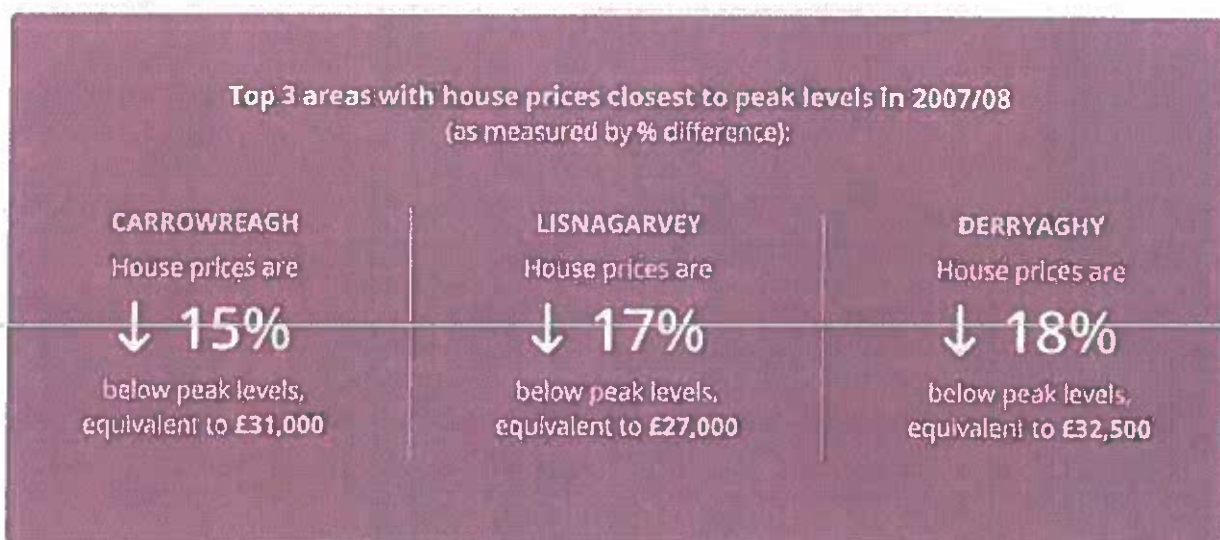 Top 3 areas with house prices closest to peak levels in 2007/08
(as measured by % difference):
CARROWREAGH
House prices are
↓ 15%
below peak levels,
equivalent to £31,000
LISNAGARVEY
House prices are
↓ 17%
below peak levels,
equivalent to £27,000
DERRYAGHY
House prices are
↓ 18%
below peak levels,
equivalent to £32,500